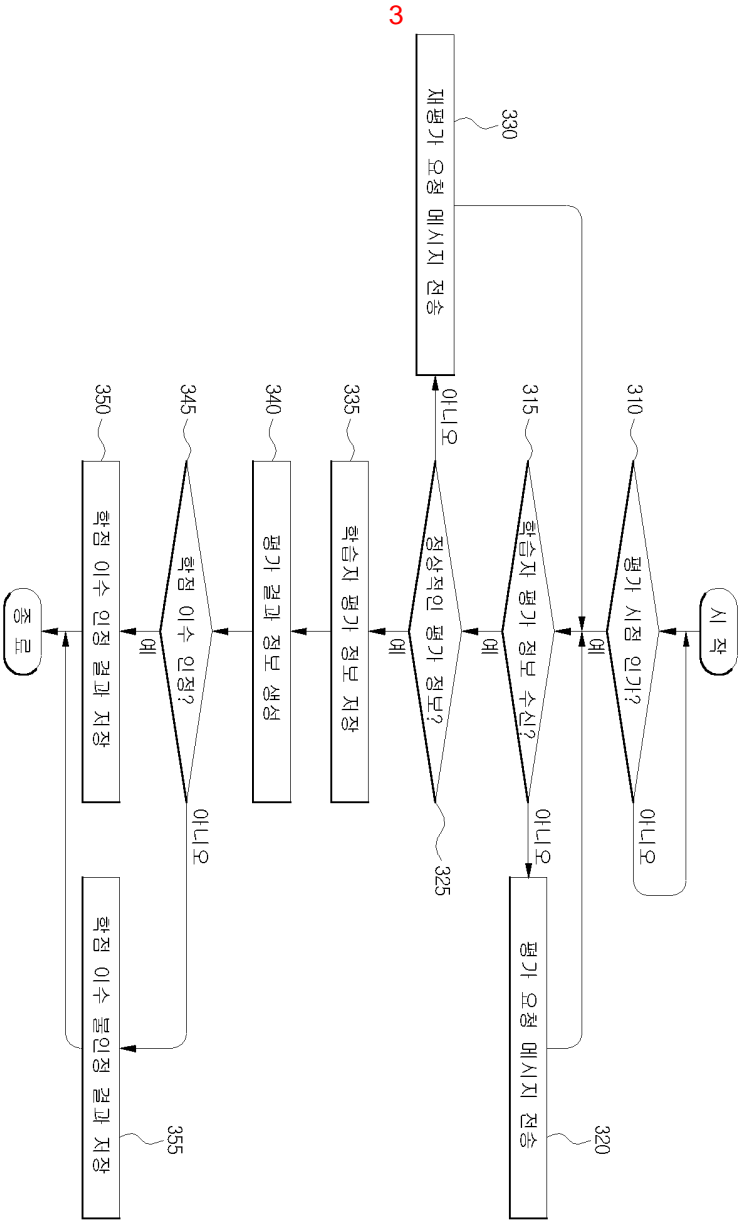 3
시 작
310
평가 시점 인가?
아니오
예
315
학습자 평가 정보 수신?
아니오
예
평가 요청 메시지 전송
320
정상적인 평가 정보?
325
아니오
예
330
재평가 요청 메시지 전송
335
학습자 평가 정보 저장
340
평가 결과 정보 생성
345
학점 이수 인정?
아니오
예
350
학점 이수 인정 결과 저장
학점 이수 불인정 결과 저장
355
종 료